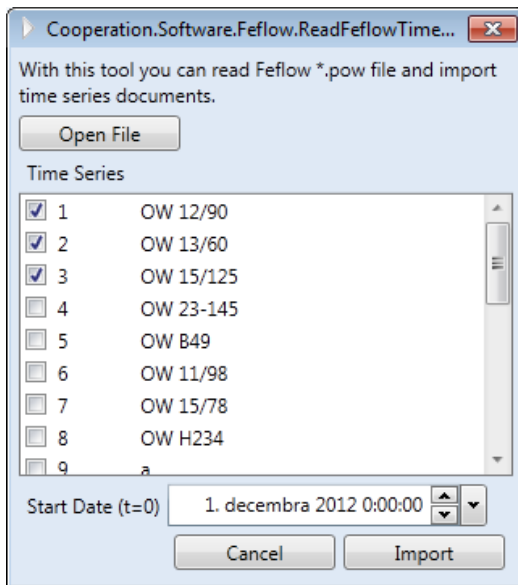 Cooperation.Software.Feflow.ReadFeflowTime...
With this tool you can read Feflow *.pow file and import
time series documents.
Open File
Time Series
1 OW 12/90
2 OW 13/60
3 OW 15/125
4 OW 23-145
5 OW B49
6 OW 11/98
7 OW 15/78
8 OW H234
9 a
Start Date (t=0) 1. decembra 2012 0:00:00
Cancel Import